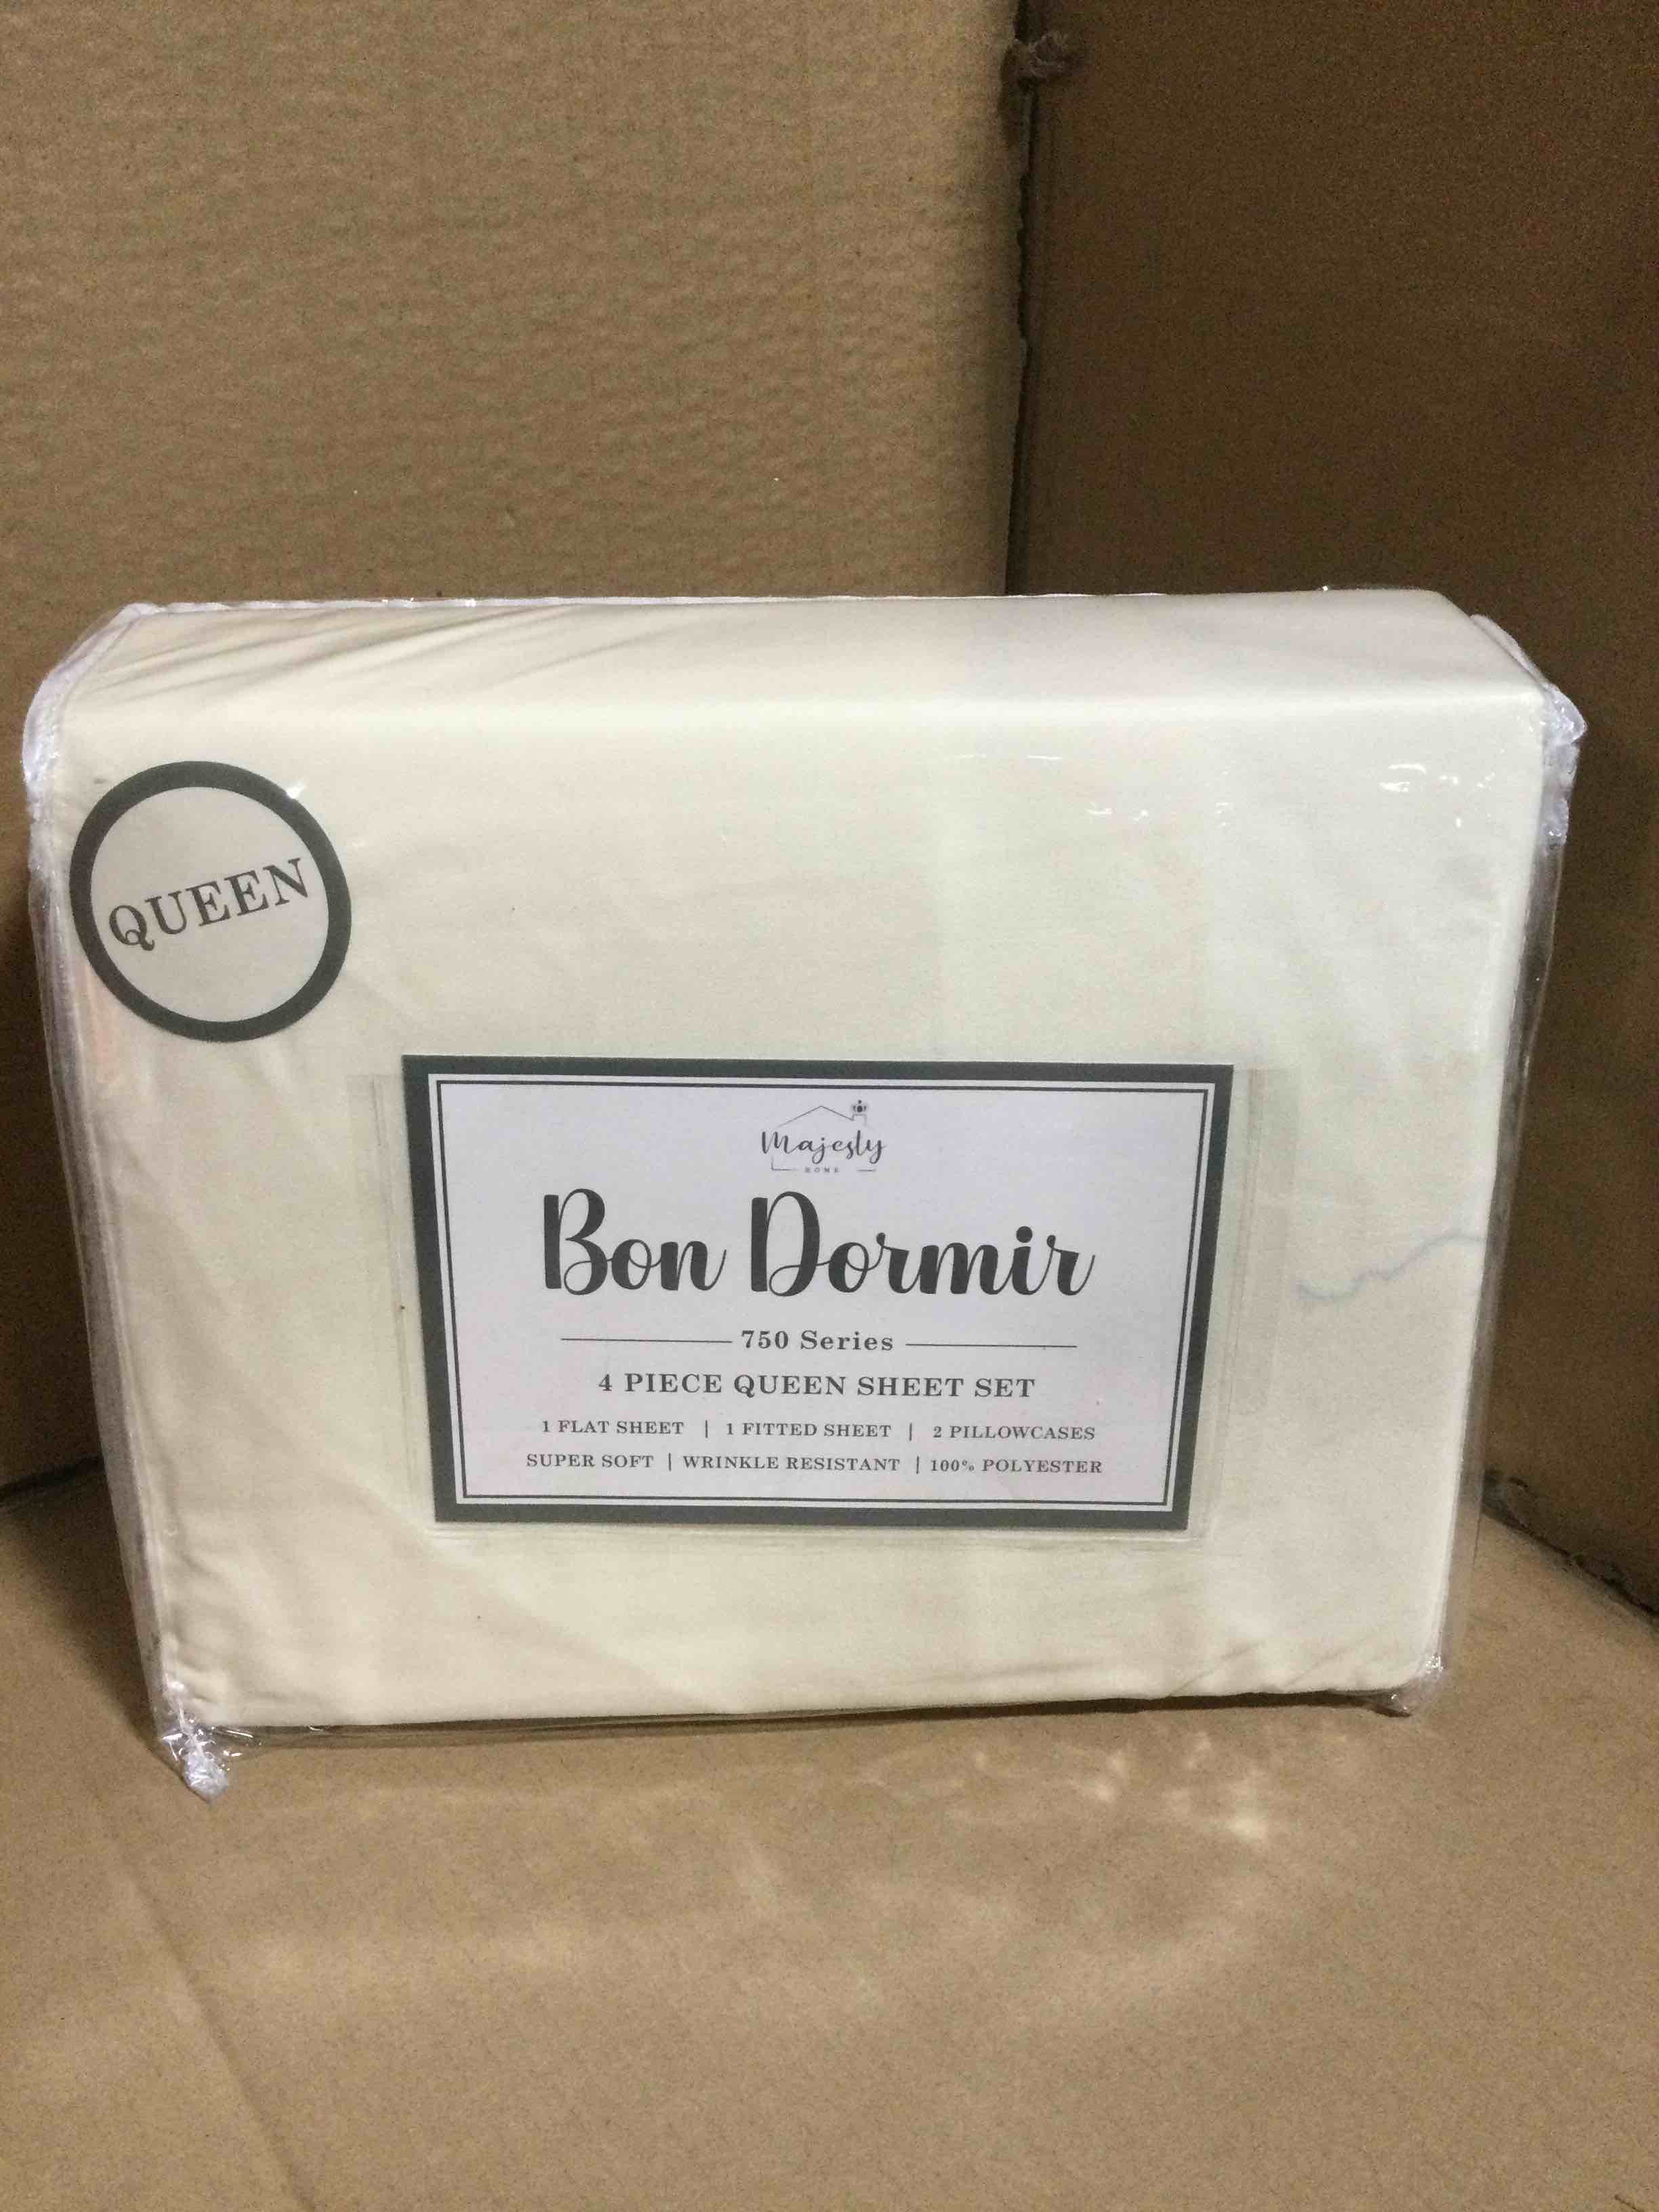 QUEEN
Majesty
HOME
Bon Dormir
750 Series
4 PIECE QUEEN SHEET SET
1 FLAT SHEET | 1 FITTED SHEET | 2 PILLOWCASES
SUPER SOFT | WRINKLE RESISTANT | 100% POLYESTER